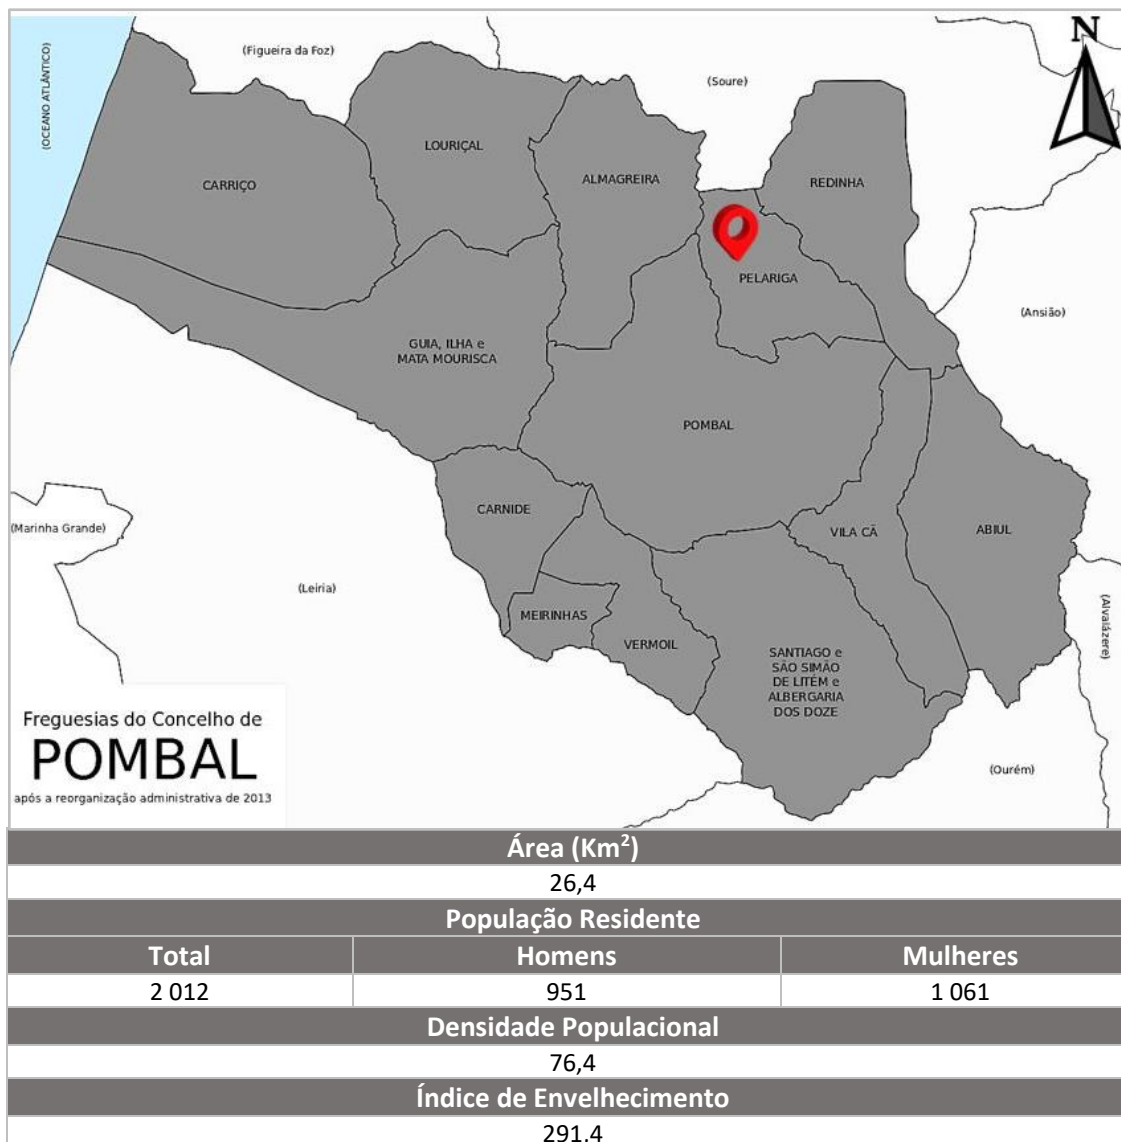 (OCEANO ATLÂNTICO)
(Figueira da Foz)
(Soure)
N
CARRIÇO
LOURIÇAL
ALMAGREIRA
REDINHA
PELARIGA
(Ansião)
GUIA, ILHA e
MATA MOURISCA
POMBAL
CARNIDE
VILA CÃ
ABIUL
(Marinha Grande)
(Leiria)
MEIRINHAS
VERMOIL
SANTIAGO e
SÃO SIMÃO
DE LITÉM e
ALBERGARIA
DOS DOZE
(Alvaiázere)
(Ourém)
Freguesias do Concelho de
POMBAL
após a reorganização administrativa de 2013
Área (Km²)
26,4
População Residente
Total Homens Mulheres
2 012 951 1 061
Densidade Populacional
76,4
Índice de Envelhecimento
291,4